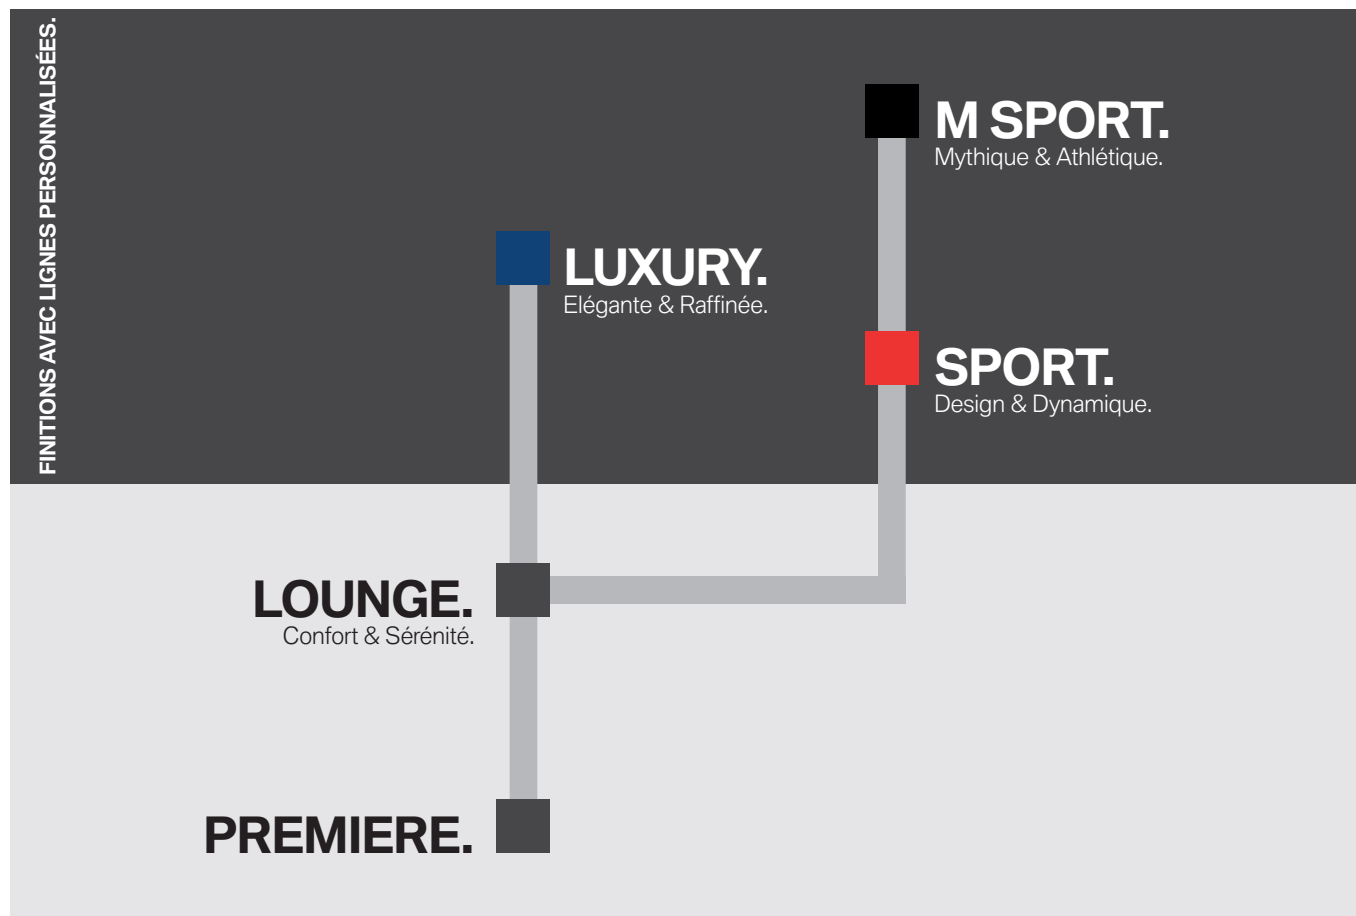 FINITIONS AVEC LIGNES PERSONNALISÉES.
M SPORT.
Mythique & Athlétique.
LUXURY.
Elégante & Raffinée.
SPORT.
Design & Dynamique.
LOUNGE.
Confort & Sérénité.
PREMIERE.